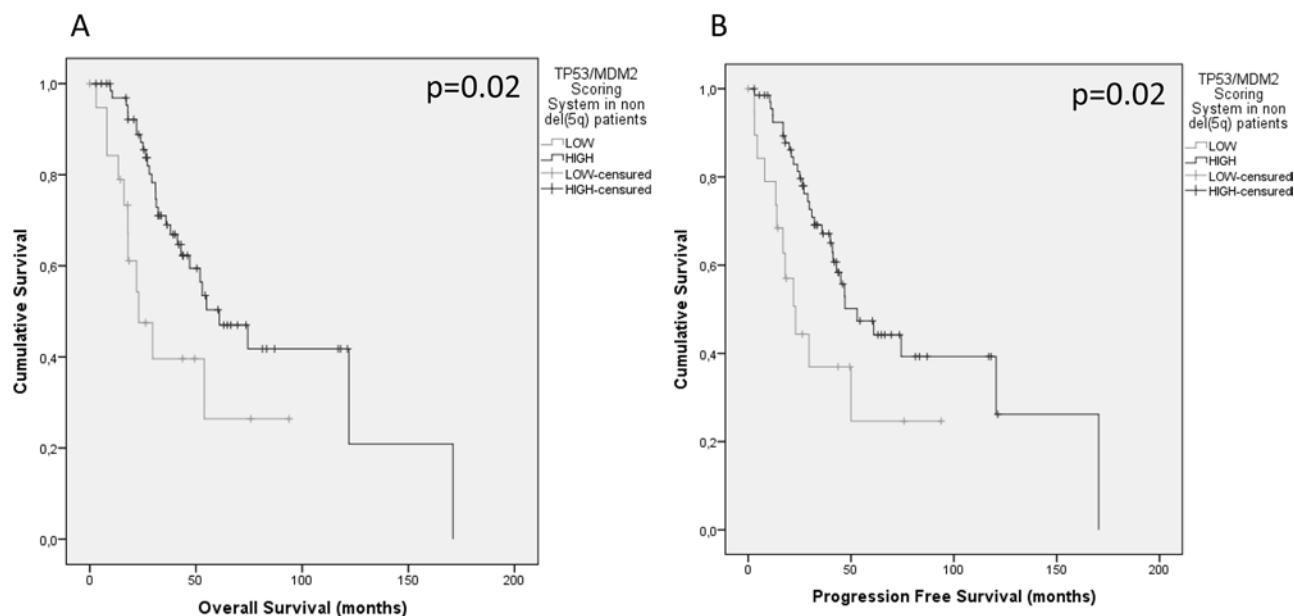 A
p=0.02
TP53/MDM2
Scoring
System in non
del(5q) patients
LOW
HIGH
LOW-censured
HIGH-censured
Cumulative Survival
1,0
0,8
0,6
0,4
0,2
0,0
0 50 100 150 200
Overall Survival (months)
B
p=0.02
TP53/MDM2
Scoring
System in non
del(5q) patients
LOW
HIGH
LOW-censured
HIGH-censured
Cumulative Survival
1,0
0,8
0,6
0,4
0,2
0,0
0 50 100 150 200
Progression Free Survival (months)